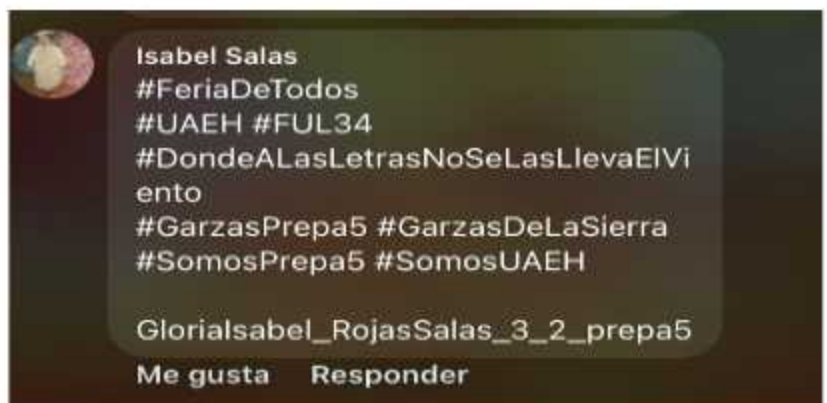 Isabel Salas
#FeriaDeTodos
#UAEH #FUL34
#DondeALasLetrasNoSeLasLlevaElVi
ento
#GarzasPrepa5 #GarzasDeLaSierra
#SomosPrepa5 #SomosUAEH
GloriaIsabel_RojasSalas_3_2_prepa5
Me gusta Responder